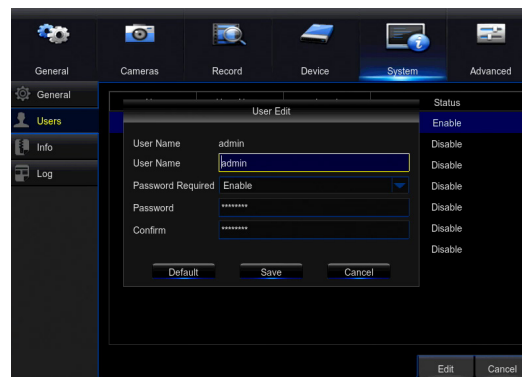 General Cameras Record Device System Advanced
General
Users
Info
Log
Status
User Edit
Enable
User Name admin
Disable
User Name admin
Disable
Password Required Enable
Disable
Password ********
Disable
Confirm ********
Disable
Disable
Default Save Cancel
Edit Cancel